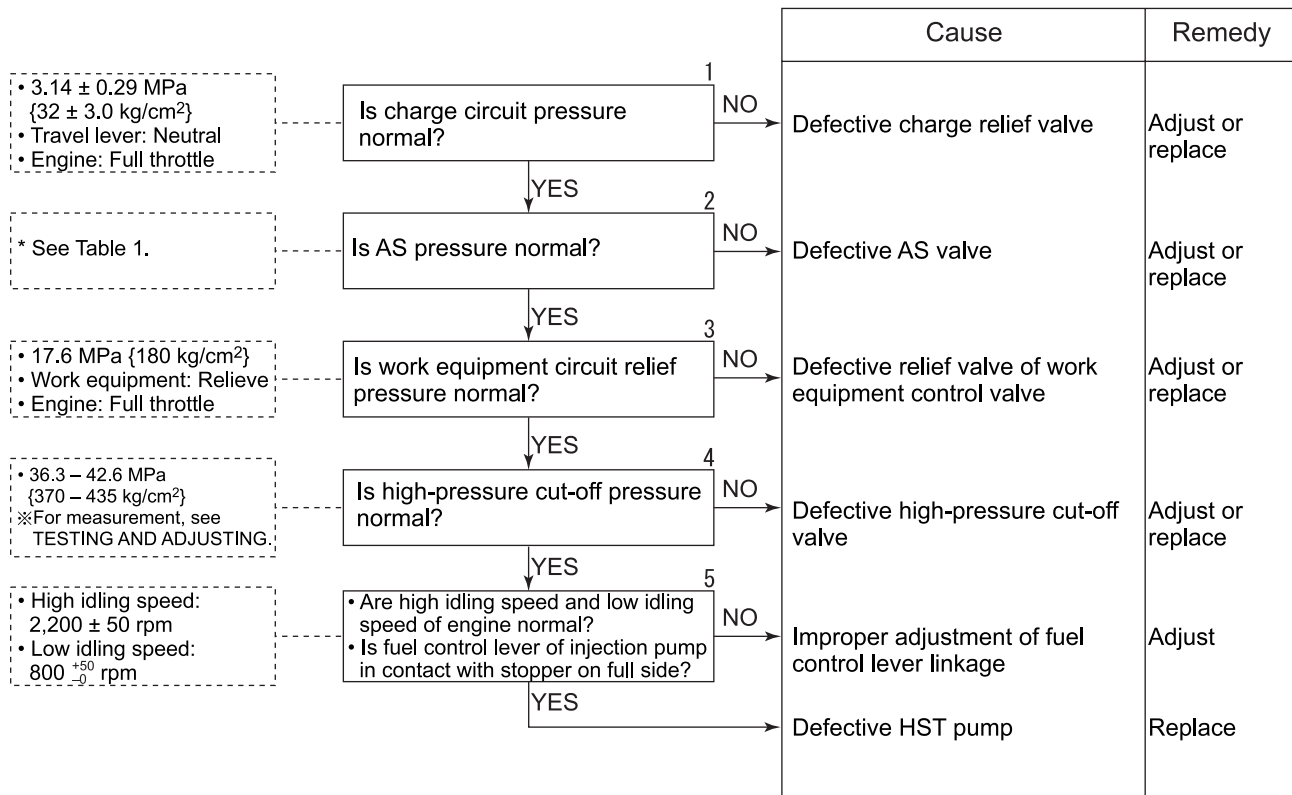 Cause
Remedy
• 3.14 ± 0.29 MPa
{32 ± 3.0 kg/cm²}
• Travel lever: Neutral
• Engine: Full throttle
1
Is charge circuit pressure
normal?
NO
Defective charge relief valve
Adjust or
replace
YES
* See Table 1.
2
Is AS pressure normal?
NO
Defective AS valve
Adjust or
replace
YES
• 17.6 MPa {180 kg/cm²}
• Work equipment: Relieve
• Engine: Full throttle
3
Is work equipment circuit relief
pressure normal?
NO
Defective relief valve of work
equipment control valve
Adjust or
replace
YES
• 36.3 – 42.6 MPa
{370 – 435 kg/cm²}
※For measurement, see
TESTING AND ADJUSTING.
4
Is high-pressure cut-off pressure
normal?
NO
Defective high-pressure cut-off
valve
Adjust or
replace
YES
• High idling speed:
2,200 ± 50 rpm
• Low idling speed:
800 +50 –0 rpm
5
• Are high idling speed and low idling
speed of engine normal?
• Is fuel control lever of injection pump
in contact with stopper on full side?
NO
Improper adjustment of fuel
control lever linkage
Adjust
YES
Defective HST pump
Replace